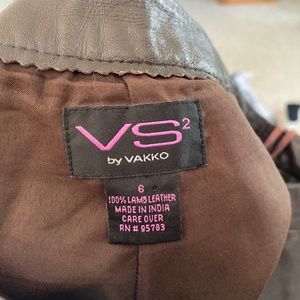 VS²
by VAKKO
6
100% LAMB LEATHER
MADE IN INDIA
CARE OVER
RN # 95783